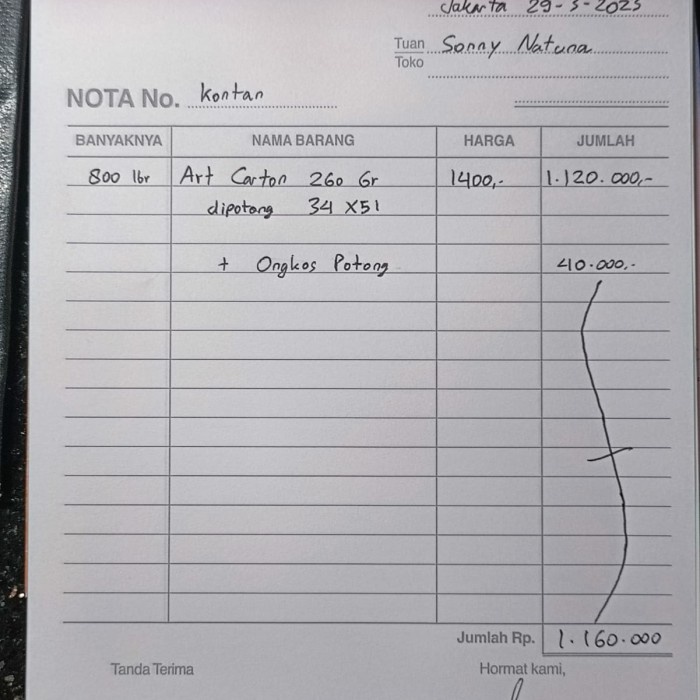 Jakarta 29-3-2025
Tuan Sonny Natuna
Toko
NOTA No. Kontan
BANYAKNYA NAMA BARANG HARGA JUMLAH
800 lbr Art Carton 260 Gr 1400,- 1.120.000,-
dipotong 34 X 51
+ Ongkos Potong 40.000.-
Jumlah Rp. 1.160.000
Tanda Terima Hormat kami,